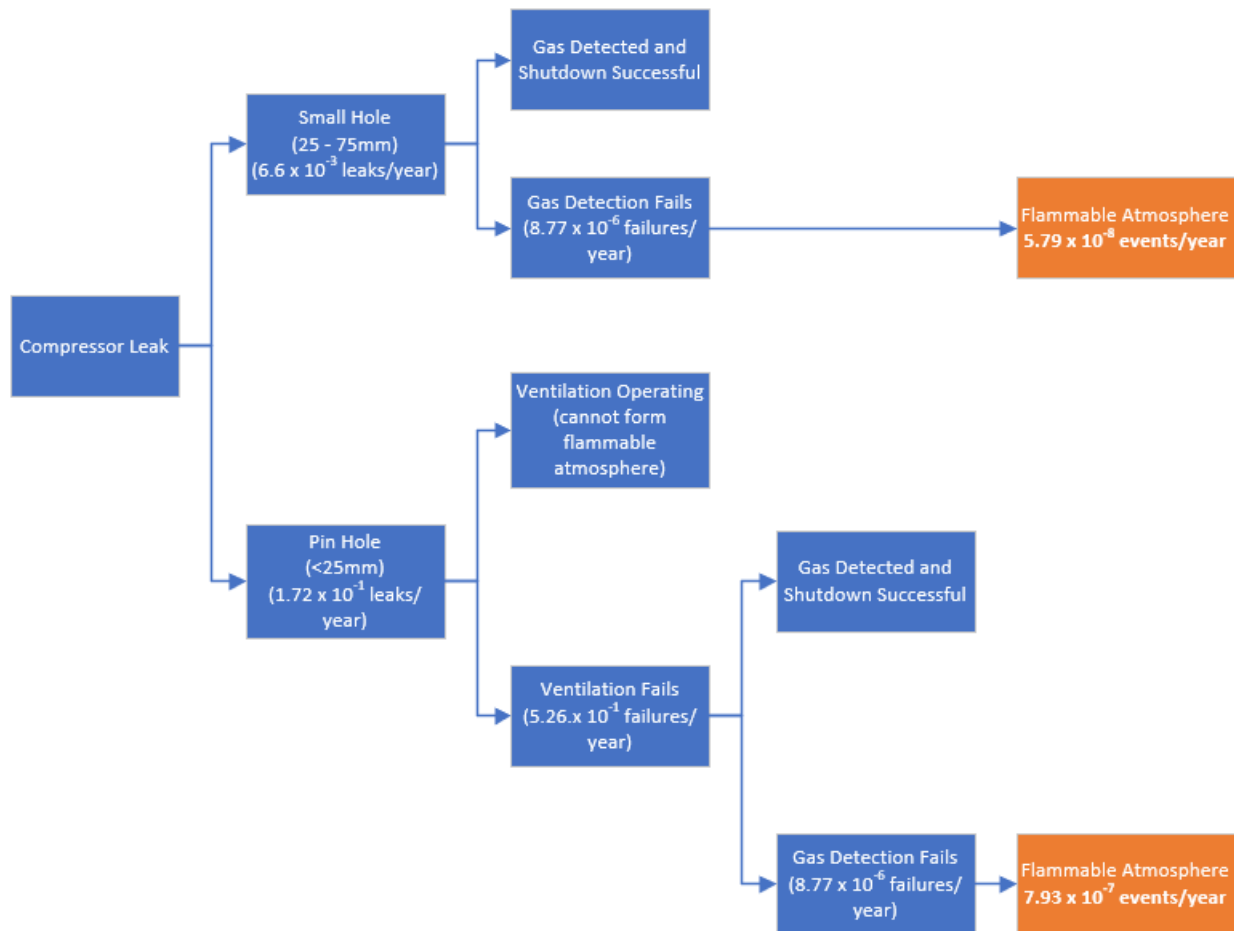 Gas Detected and
Shutdown Successful
Small Hole
(25 - 75mm)
(6.6 x 10⁻³ leaks/year)
Gas Detection Fails
(8.77 x 10⁻⁶ failures/
year)
Flammable Atmosphere
5.79 x 10⁻⁸ events/year
Compressor Leak
Ventilation Operating
(cannot form
flammable
atmosphere)
Pin Hole
(<25mm)
(1.72 x 10⁻¹ leaks/
year)
Gas Detected and
Shutdown Successful
Ventilation Fails
(5.26.x 10⁻¹ failures/
year)
Gas Detection Fails
(8.77 x 10⁻⁶ failures/
year)
Flammable Atmosphere
7.93 x 10⁻⁷ events/year